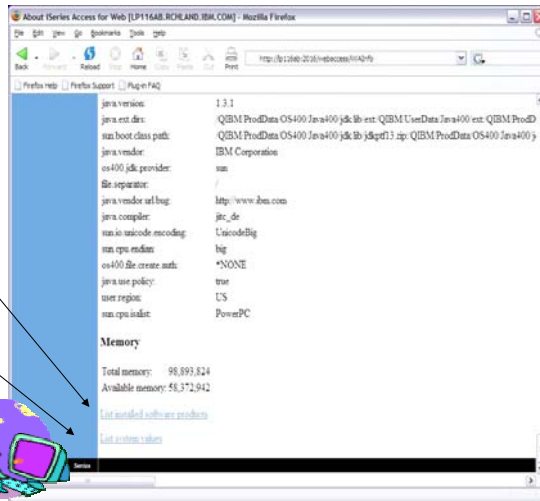 About iSeries Access for Web [LP116AB.RCHLAND.IBM.COM] - Mozilla Firefox
File Edit View Go Bookmarks Tools Help
Back Forward Reload Stop Home Copy Paste Cut Print http://lp116ab:2016/webaccess/WAInfo
Firefox Help Firefox Support Plug-in FAQ
java.version: 1.3.1
java.ext.dirs: /QIBM/ProdData/OS400/Java400/jdk/lib/ext:/QIBM/UserData/Java400/ext:/QIBM/ProdD
sun.boot.class.path: /QIBM/ProdData/OS400/Java400/jdk/lib/jdkptf13.zip:/QIBM/ProdData/OS400/Java400/j
java.vendor: IBM Corporation
os400.jdk.provider: sun
file.separator: /
java.vendor.url.bug: http://www.ibm.com
java.compiler: jitc_de
sun.io.unicode.encoding: UnicodeBig
sun.cpu.endian: big
os400.file.create.auth: *NONE
java.use.policy: true
user.region: US
sun.cpu.isalist: PowerPC
Memory
Total memory: 98,893,824
Available memory: 58,372,942
List installed software products
List system values
Series